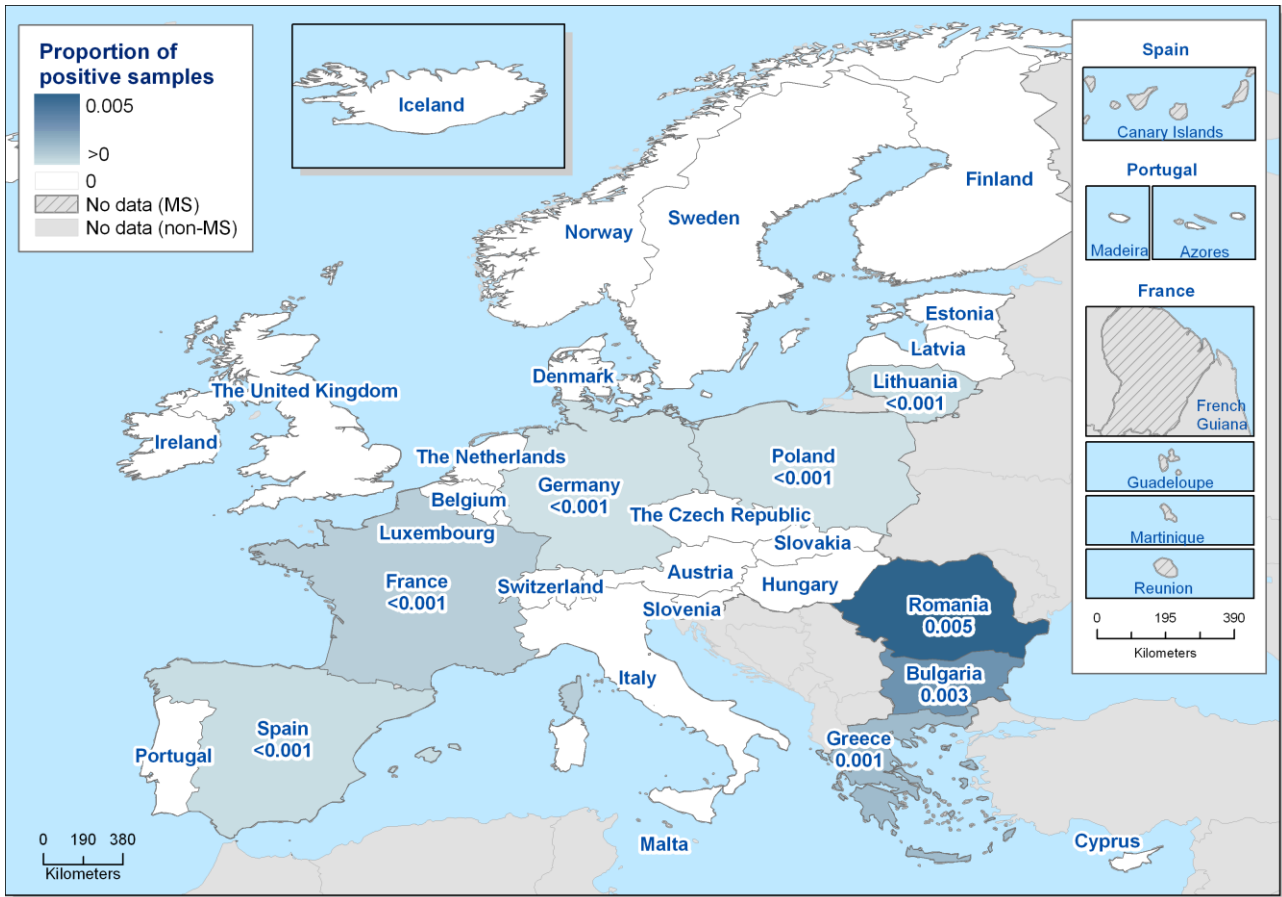 Proportion of
positive samples
0.005
>0
0
No data (MS)
No data (non-MS)
Iceland
Spain
Canary Islands
Portugal
Madeira
Azores
France
French
Guiana
Guadeloupe
Martinique
Reunion
0 195 390
Kilometers
Finland
Sweden
Norway
Estonia
Latvia
Lithuania
<0.001
Denmark
The United Kingdom
Ireland
The Netherlands
Belgium
Luxembourg
Germany
<0.001
Poland
<0.001
The Czech Republic
Slovakia
Austria
Hungary
Switzerland
Slovenia
France
<0.001
Romania
0.005
Bulgaria
0.003
Italy
Spain
<0.001
Portugal
Greece
0.001
Malta
Cyprus
0 190 380
Kilometers